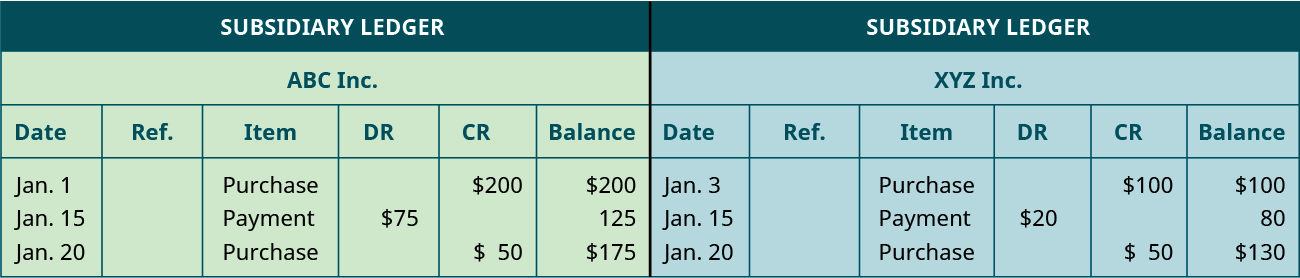 SUBSIDIARY LEDGER SUBSIDIARY LEDGER
ABC Inc. XYZ Inc.
Date Ref. Item DR CR Balance Date Ref. Item DR CR Balance
Jan. 1 Purchase $200 $200 Jan. 3 Purchase $100 $100
Jan. 15 Payment $75 125 Jan. 15 Payment $20 80
Jan. 20 Purchase $ 50 $175 Jan. 20 Purchase $ 50 $130